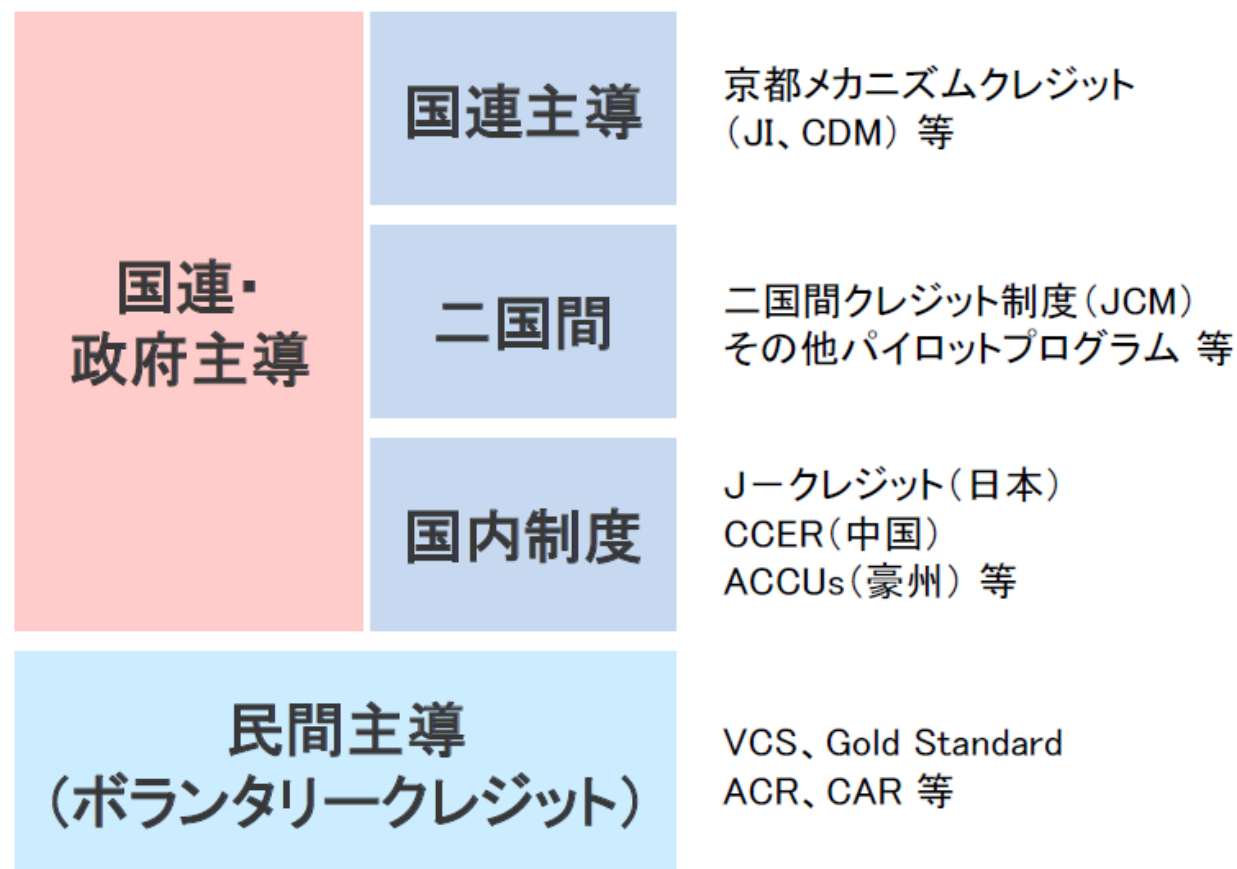 国連・
政府主導
国連主導
京都メカニズムクレジット
（JI、CDM） 等
二国間
二国間クレジット制度（JCM）
その他パイロットプログラム 等
国内制度
Jークレジット（日本）
CCER（中国）
ACCUs（豪州） 等
民間主導
（ボランタリークレジット）
VCS、Gold Standard
ACR、CAR 等